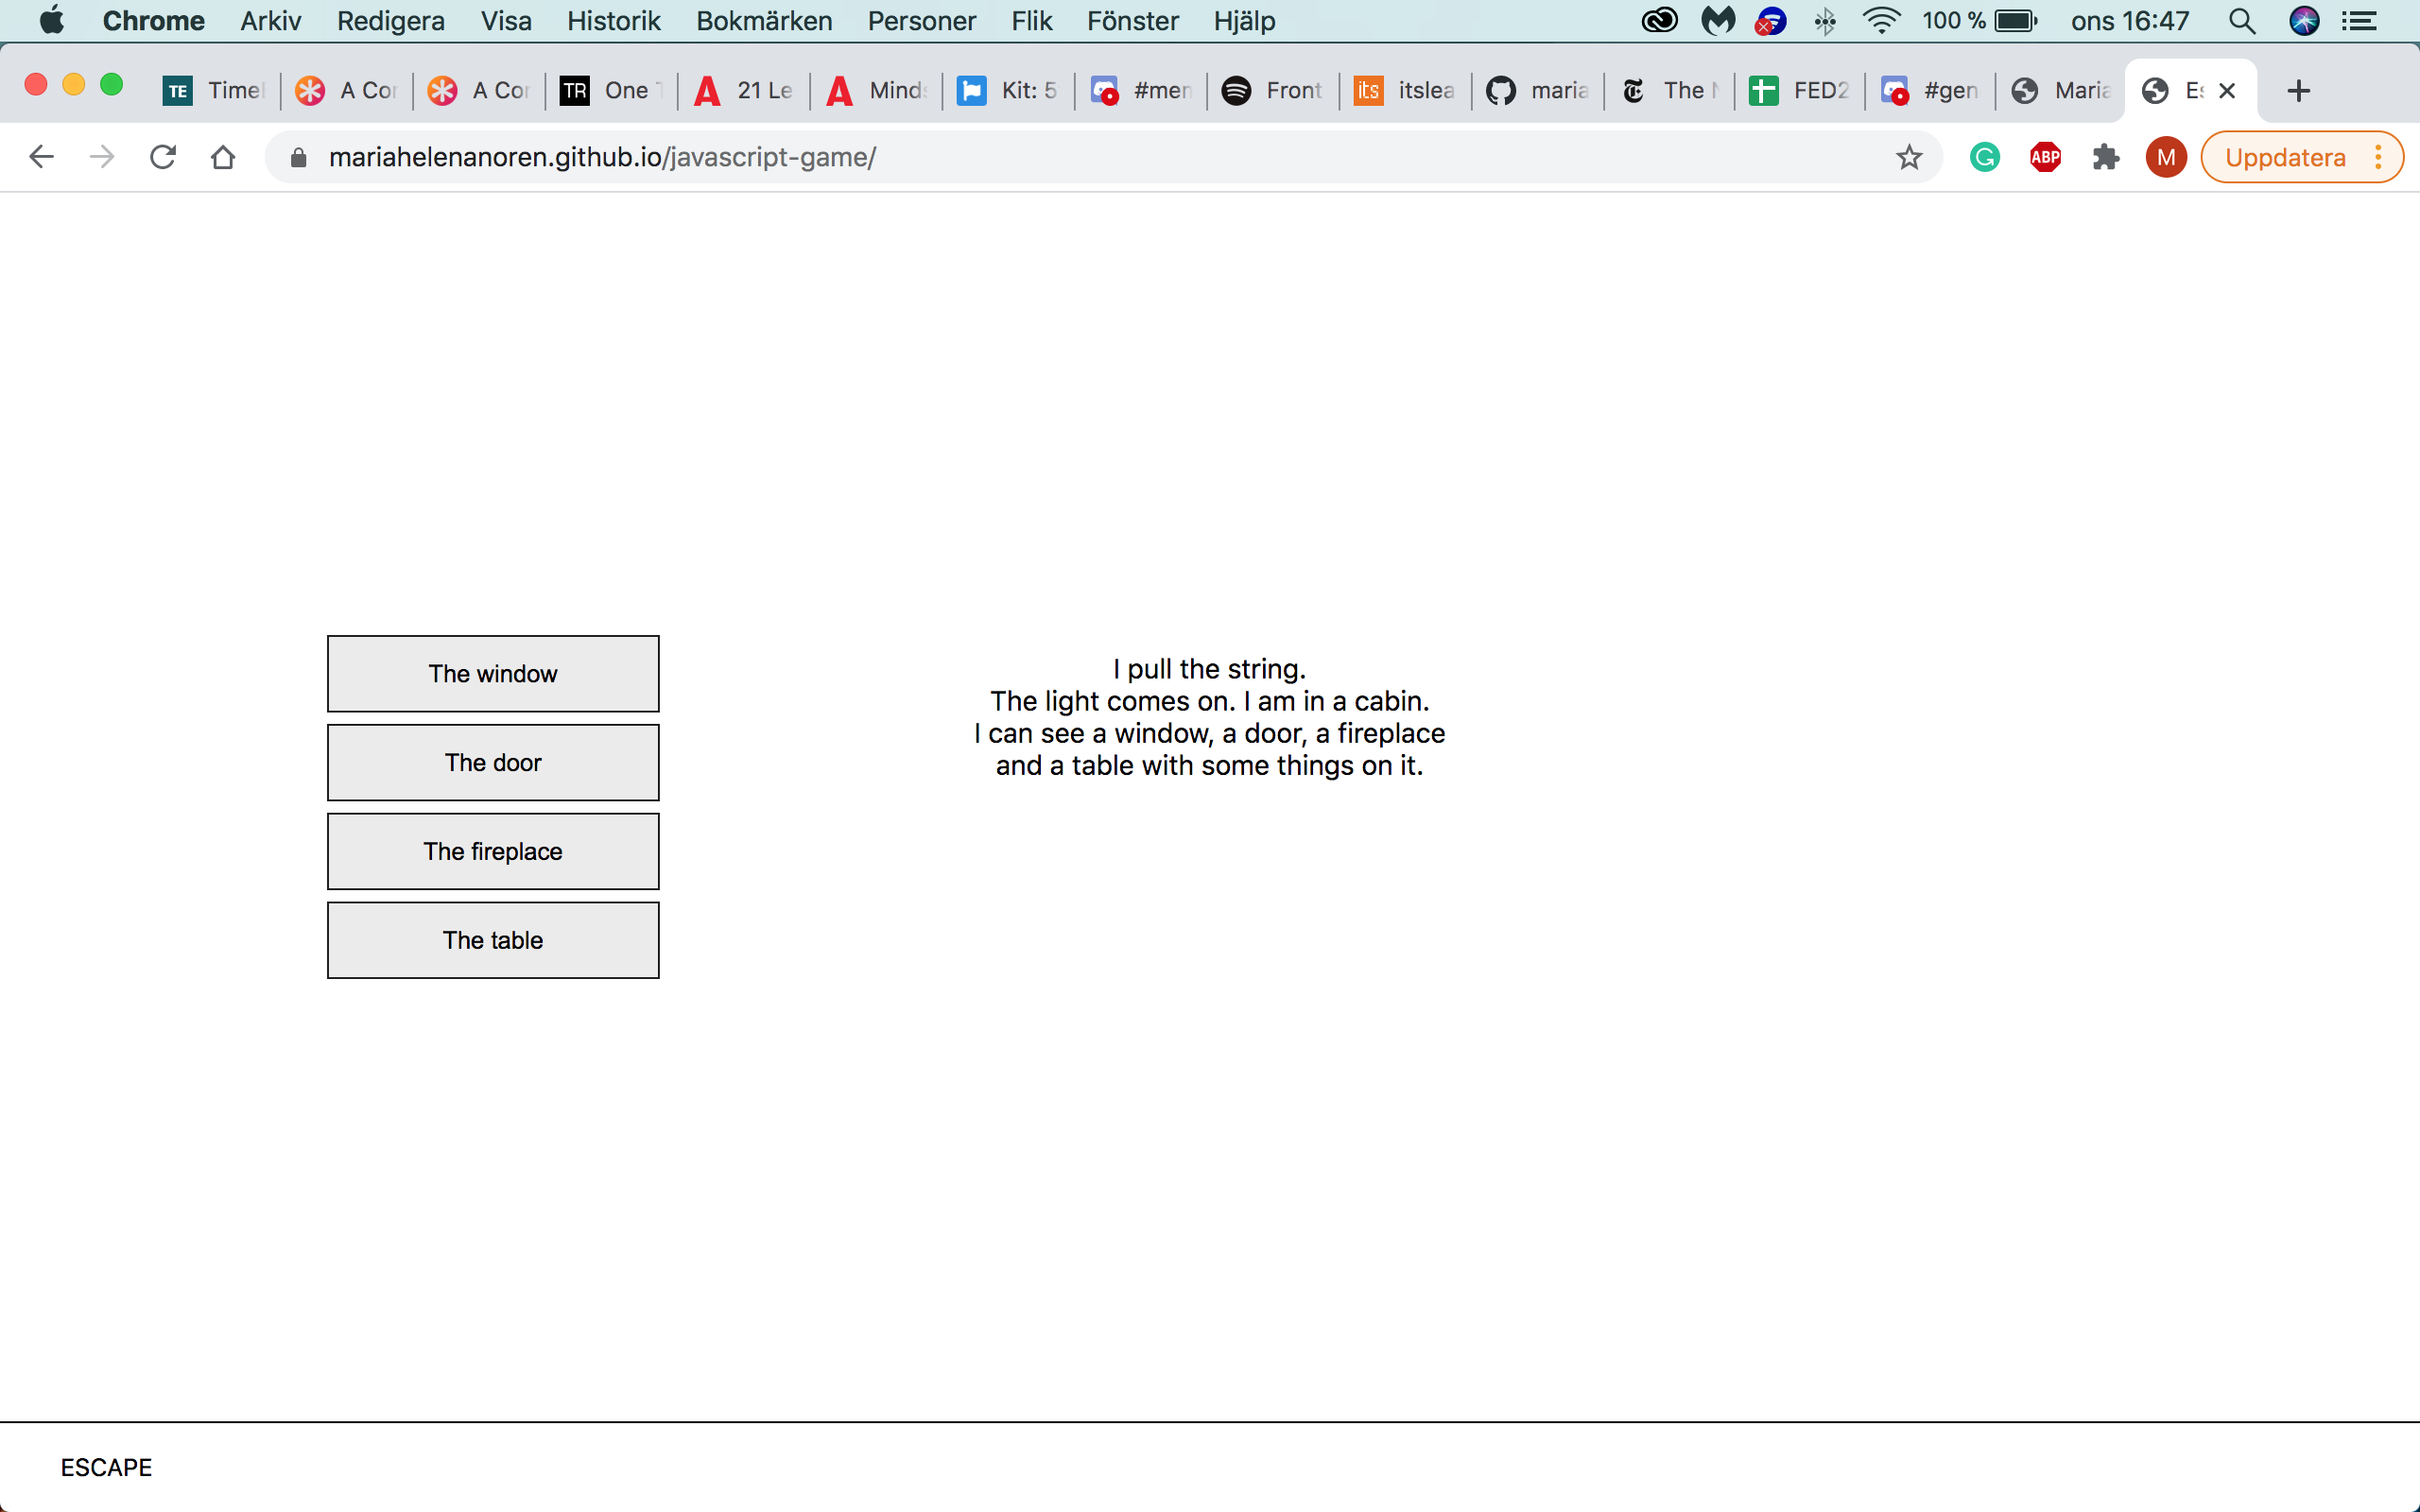 Chrome Arkiv Redigera Visa Historik Bokmärken Personer Flik Fönster Hjälp 100 % ons 16:47
TE Time A Cor A Cor TR One 21 Le Minds Kit: 5 #men Front its itslea maria The FED2 #gen Maria Es
mariahelenanoren.github.io/javascript-game/ ABP M Uppdatera
The window
The door
The fireplace
The table
I pull the string.
The light comes on. I am in a cabin.
I can see a window, a door, a fireplace
and a table with some things on it.
ESCAPE